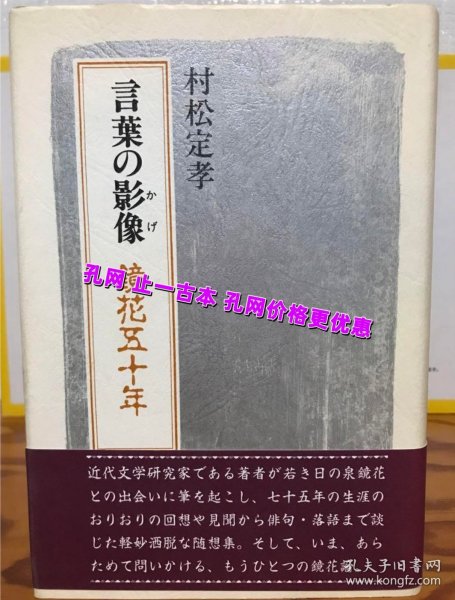 村松定孝
言葉の影像
かげ
鏡花五十年
孔网 止一古本 孔网价格更优惠
近代文学研究家である著者が若き日の泉鏡花
との出会いに筆を起こし、七十五年の生涯の
おりおりの回想や見聞から俳句・落語まで談
じた軽妙洒脱な随想集。そして、いま、あら
ためて問いかける、もうひとつの鏡花
孔夫子旧书网
www.kongfz.com